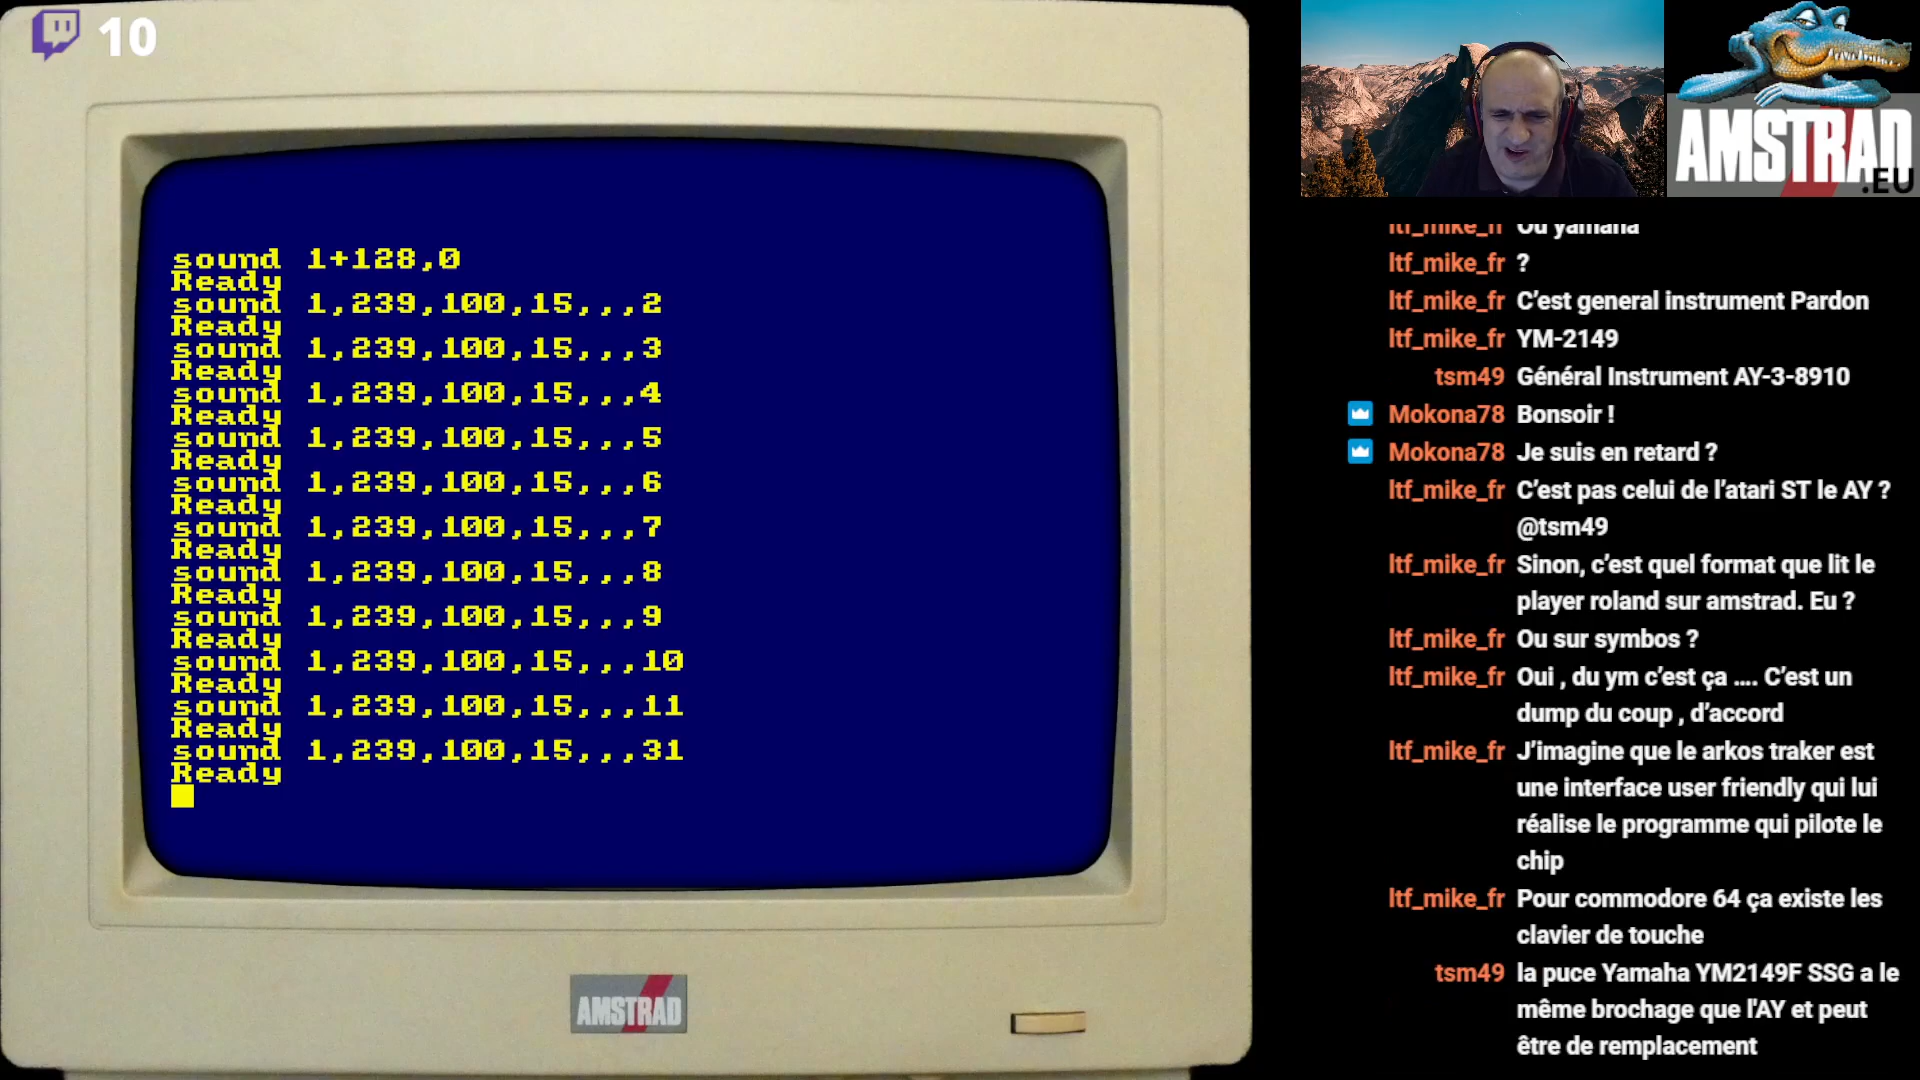 10
sound 1+128,0
Ready
sound 1,239,100,15,,,2
Ready
sound 1,239,100,15,,,3
Ready
sound 1,239,100,15,,,4
Ready
sound 1,239,100,15,,,5
Ready
sound 1,239,100,15,,,6
Ready
sound 1,239,100,15,,,7
Ready
sound 1,239,100,15,,,8
Ready
sound 1,239,100,15,,,9
Ready
sound 1,239,100,15,,,10
Ready
sound 1,239,100,15,,,11
Ready
sound 1,239,100,15,,,31
Ready
AMSTRAD
AMSTRAD
.EU
ltf_mike_fr Ou yamaha
ltf_mike_fr ?
ltf_mike_fr C’est general instrument Pardon
ltf_mike_fr YM-2149
tsm49 Général Instrument AY-3-8910
Mokona78 Bonsoir !
Mokona78 Je suis en retard ?
ltf_mike_fr C’est pas celui de l’atari ST le AY ?
@tsm49
ltf_mike_fr Sinon, c’est quel format que lit le
player roland sur amstrad. Eu ?
ltf_mike_fr Ou sur symbos ?
ltf_mike_fr Oui , du ym c’est ça .... C’est un
dump du coup , d’accord
ltf_mike_fr J’imagine que le arkos traker est
une interface user friendly qui lui
réalise le programme qui pilote le
chip
ltf_mike_fr Pour commodore 64 ça existe les
clavier de touche
tsm49 la puce Yamaha YM2149F SSG a le
même brochage que l'AY et peut
être de remplacement